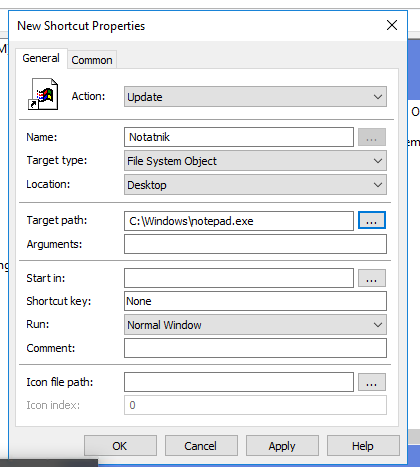 New Shortcut Properties
General Common
Action: Update
Name: Notatnik ...
Target type: File System Object
Location: Desktop
Target path: C:\Windows\notepad.exe ...
Arguments:
Start in: ...
Shortcut key: None
Run: Normal Window
Comment:
Icon file path: ...
Icon index: 0
OK Cancel Apply Help